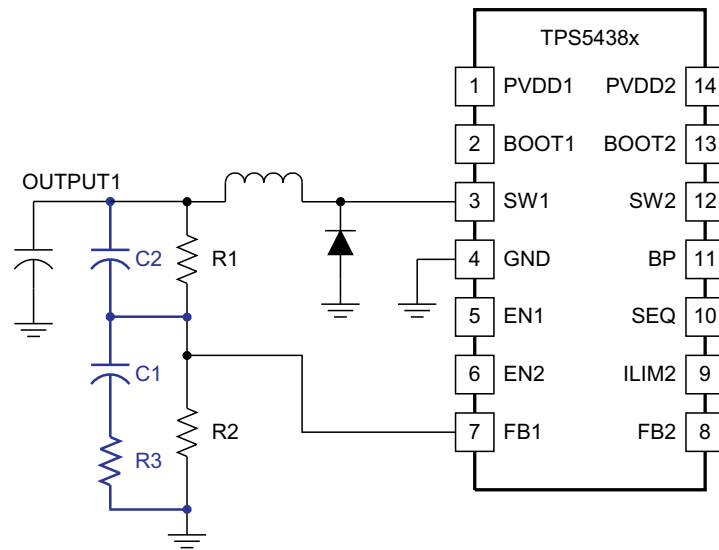 TPS5438x
1 PVDD1 PVDD2 14
2 BOOT1 BOOT2 13
OUTPUT1
3 SW1 SW2 12
C2 R1
4 GND BP 11
5 EN1 SEQ 10
C1
6 EN2 ILIM2 9
R2
7 FB1 FB2 8
R3